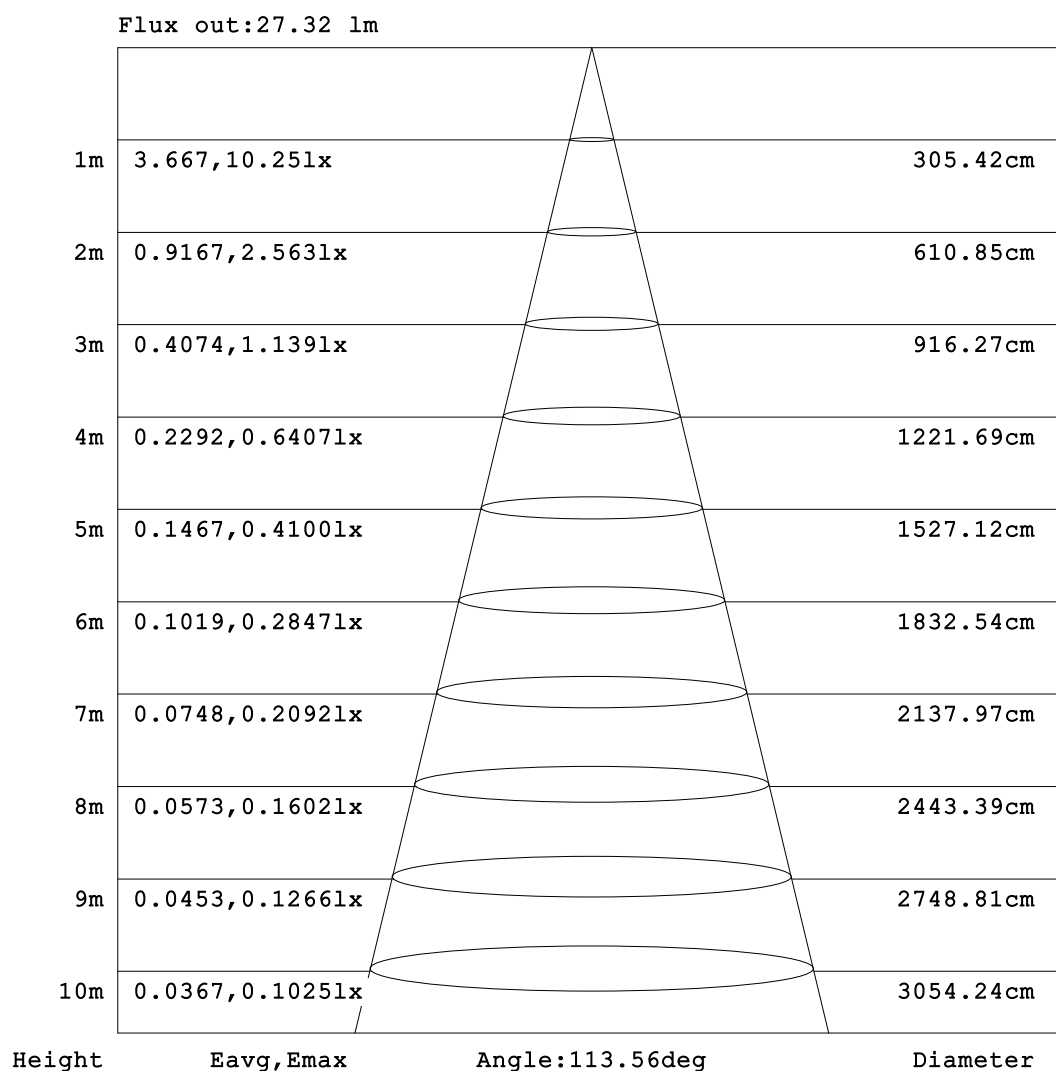 Flux out:27.32 lm
1m 3.667,10.25lx 305.42cm
2m 0.9167,2.563lx 610.85cm
3m 0.4074,1.139lx 916.27cm
4m 0.2292,0.6407lx 1221.69cm
5m 0.1467,0.4100lx 1527.12cm
6m 0.1019,0.2847lx 1832.54cm
7m 0.0748,0.2092lx 2137.97cm
8m 0.0573,0.1602lx 2443.39cm
9m 0.0453,0.1266lx 2748.81cm
10m 0.0367,0.1025lx 3054.24cm
Height Eavg,Emax Angle:113.56deg Diameter